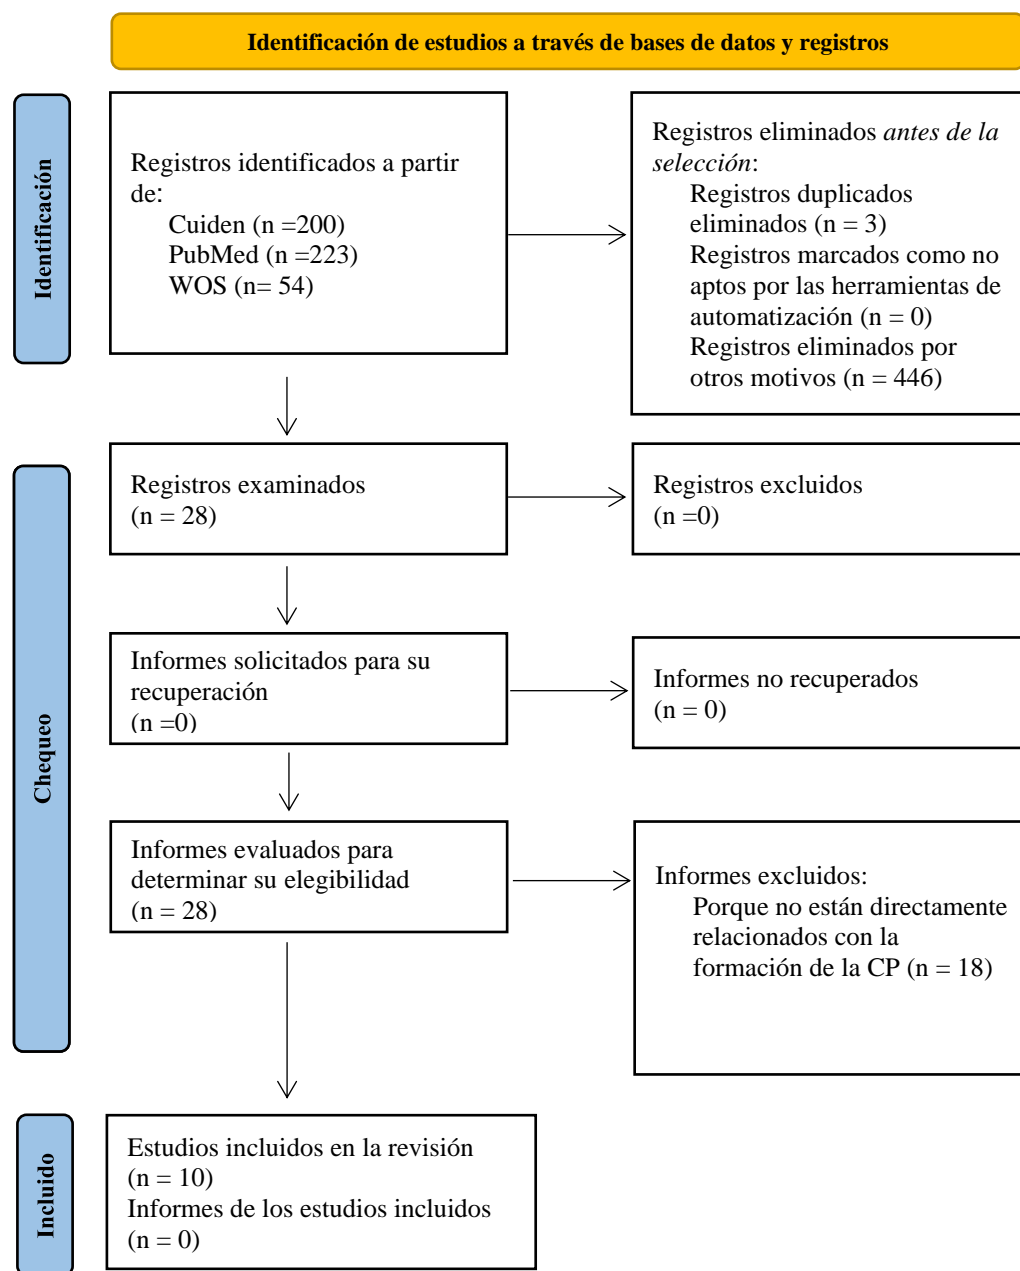 Identificación de estudios a través de bases de datos y registros
Identificación
Registros identificados a partir
de:
Cuiden (n =200)
PubMed (n =223)
WOS (n= 54)
Registros eliminados antes de la
selección:
Registros duplicados
eliminados (n = 3)
Registros marcados como no
aptos por las herramientas de
automatización (n = 0)
Registros eliminados por
otros motivos (n = 446)
Chequeo
Registros examinados
(n = 28)
Registros excluidos
(n =0)
Informes solicitados para su
recuperación
(n =0)
Informes no recuperados
(n = 0)
Informes evaluados para
determinar su elegibilidad
(n = 28)
Informes excluidos:
Porque no están directamente
relacionados con la
formación de la CP (n = 18)
Incluido
Estudios incluidos en la revisión
(n = 10)
Informes de los estudios incluidos
(n = 0)